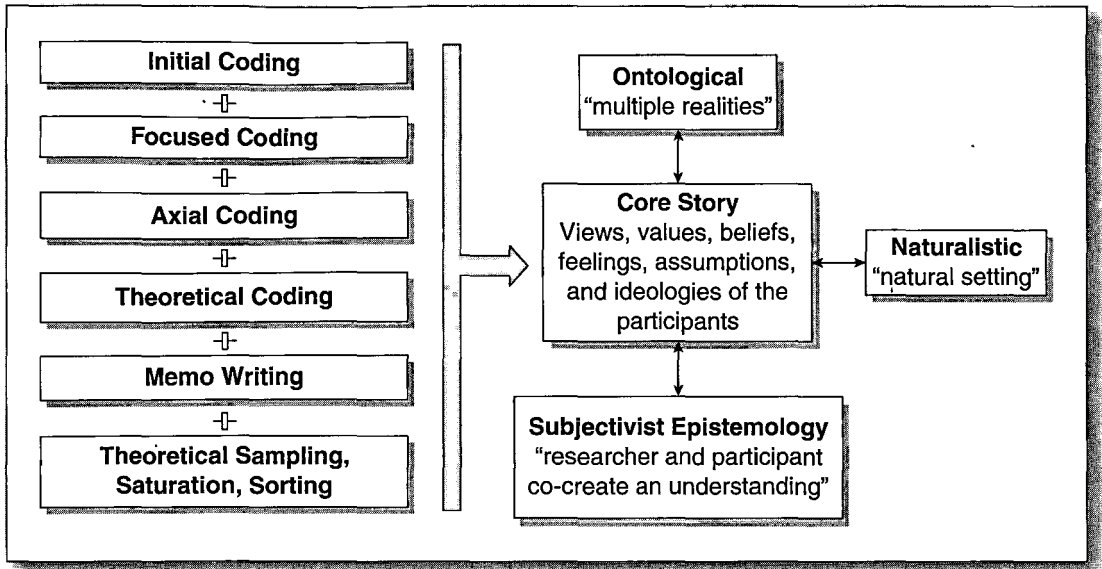 Initial Coding
Focused Coding
Axial Coding
Theoretical Coding
Memo Writing
Theoretical Sampling,
Saturation, Sorting
Ontological
“multiple realities”
Core Story
Views, values, beliefs,
feelings, assumptions,
and ideologies of the
participants
Naturalistic
“natural setting”
Subjectivist Epistemology
“researcher and participant
co-create an understanding”